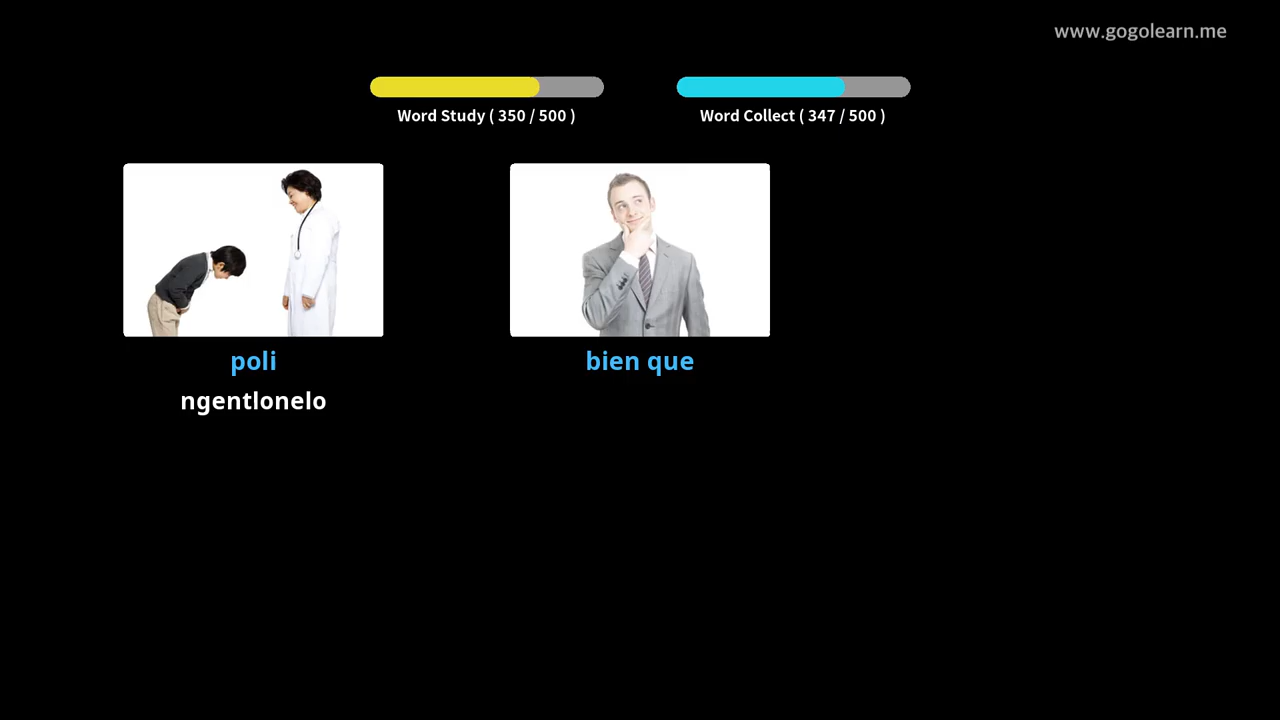 www.gogolearn.me
Word Study ( 350 / 500 )
Word Collect ( 347 / 500 )
poli
bien que
ngentlonelo